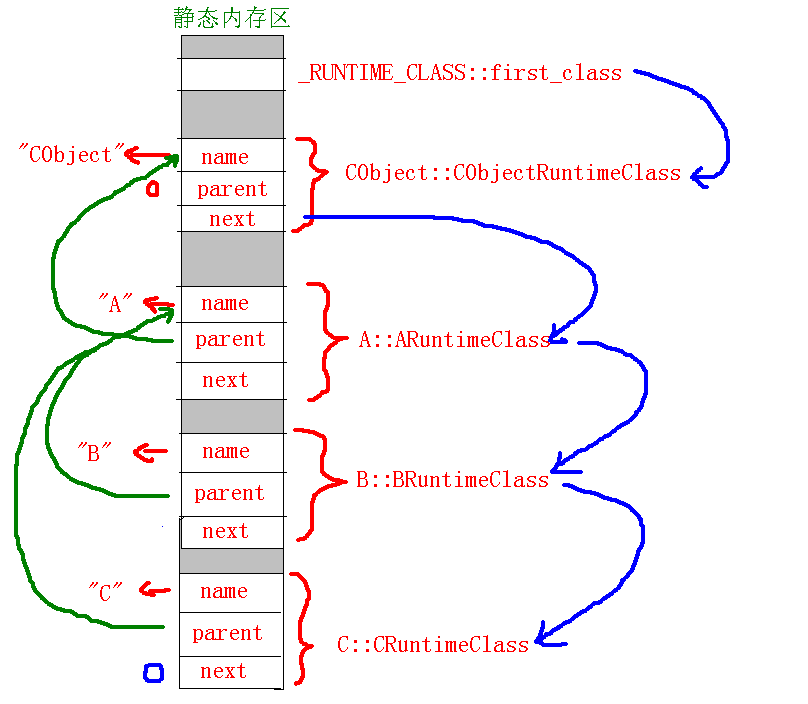 静态内存区
_RUNTIME_CLASS::first_class
"CObject"
name
CObject::CObjectRuntimeClass
0
parent
next
"A"
name
parent
A::ARuntimeClass
next
"B"
name
B::BRuntimeClass
parent
next
"C"
name
parent
C::CRuntimeClass
0
next